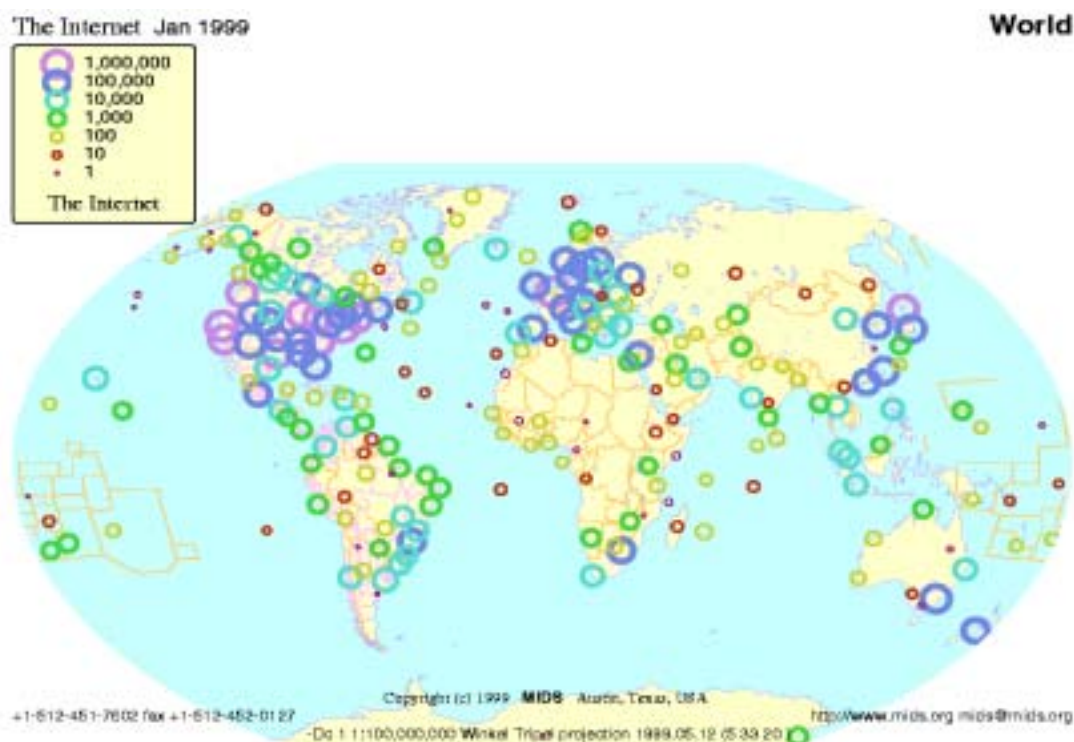 The Internet Jan 1999
World
1,000,000
100,000
10,000
1,000
100
10
1
The Internet
Copyright (c) 1999 MIDS Austin, Texas, USA
+1-512-451-7602 fax +1-512-452-0127
http://www.mids.org mids@mids.org
1:100,000,000 Winkel Tripel projection 1999.05.12